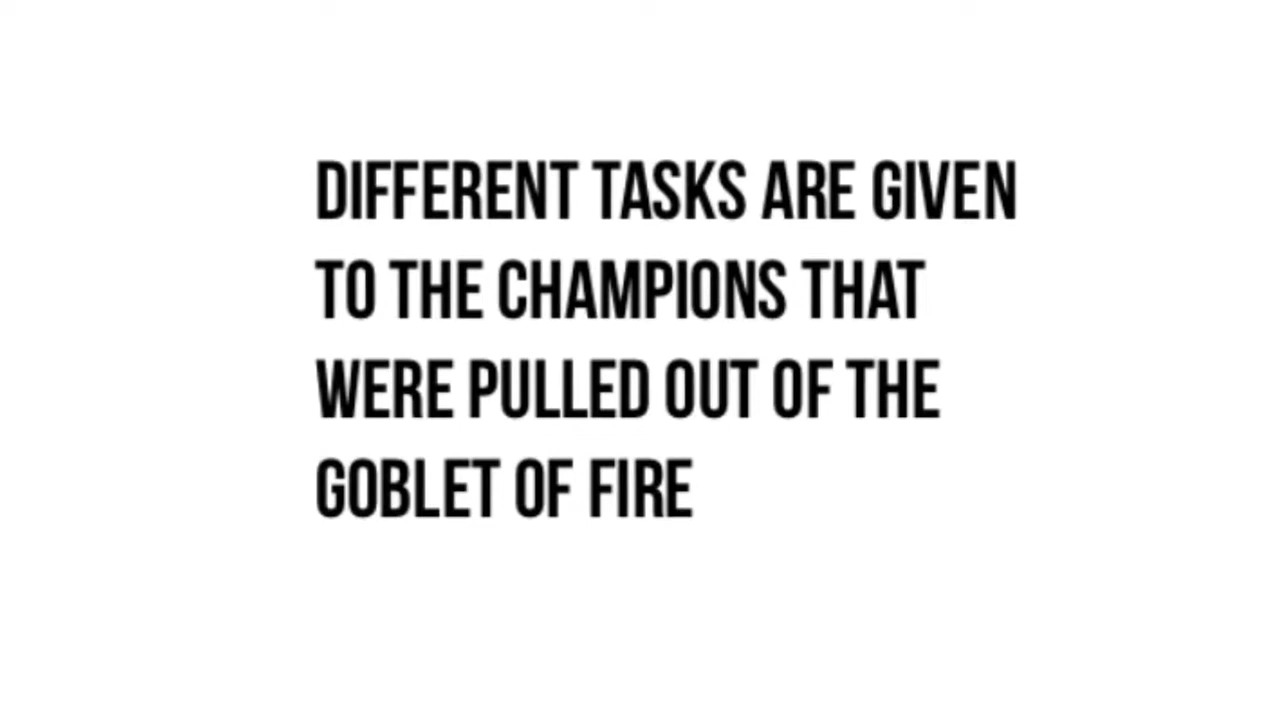 DIFFERENT TASKS ARE GIVEN
TO THE CHAMPIONS THAT
WERE PULLED OUT OF THE
GOBLET OF FIRE